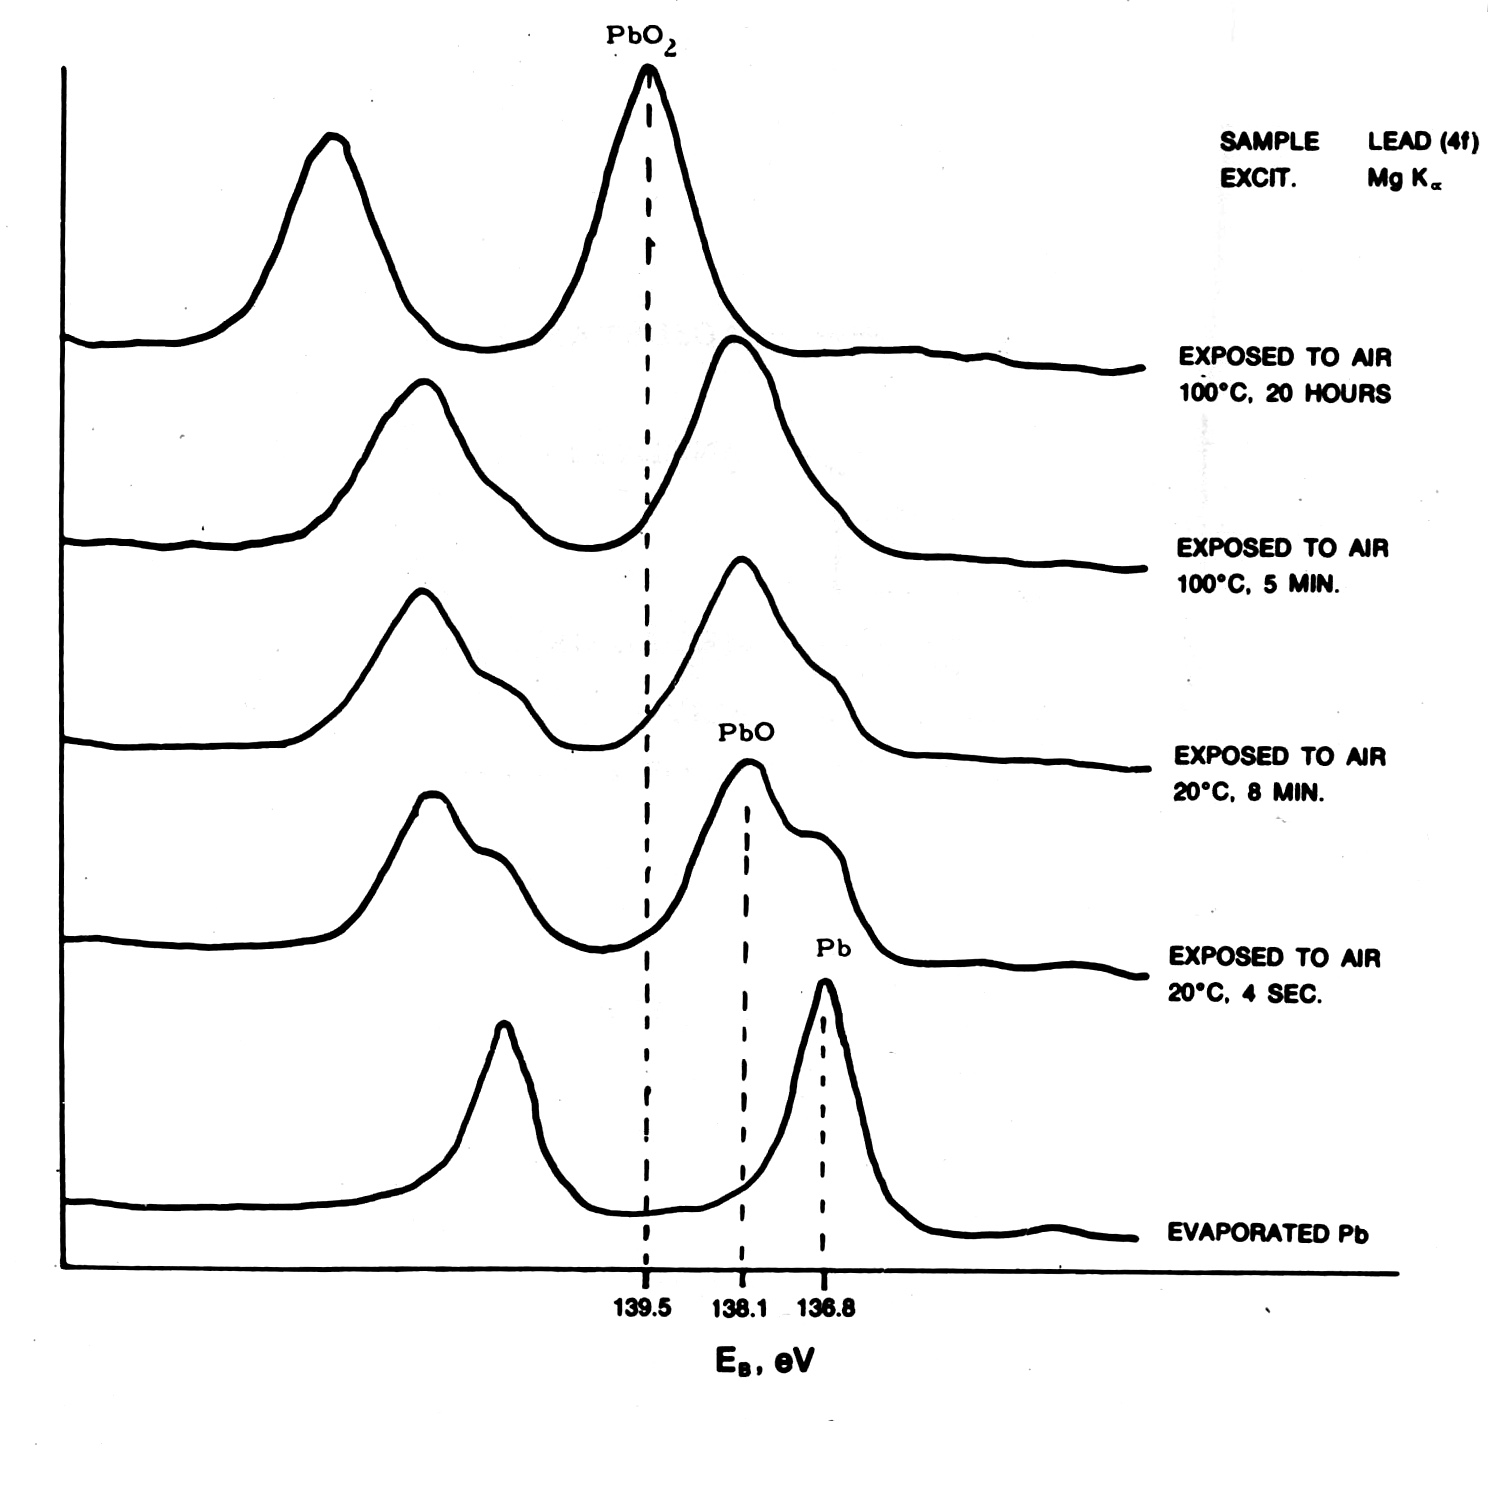 PbO₂
SAMPLE LEAD (4f)
EXCIT. Mg Kα
EXPOSED TO AIR
100°C, 20 HOURS
EXPOSED TO AIR
100°C, 5 MIN.
PbO
EXPOSED TO AIR
20°C, 8 MIN.
Pb
EXPOSED TO AIR
20°C, 4 SEC.
EVAPORATED Pb
139.5 138.1 136.8
E_B, eV